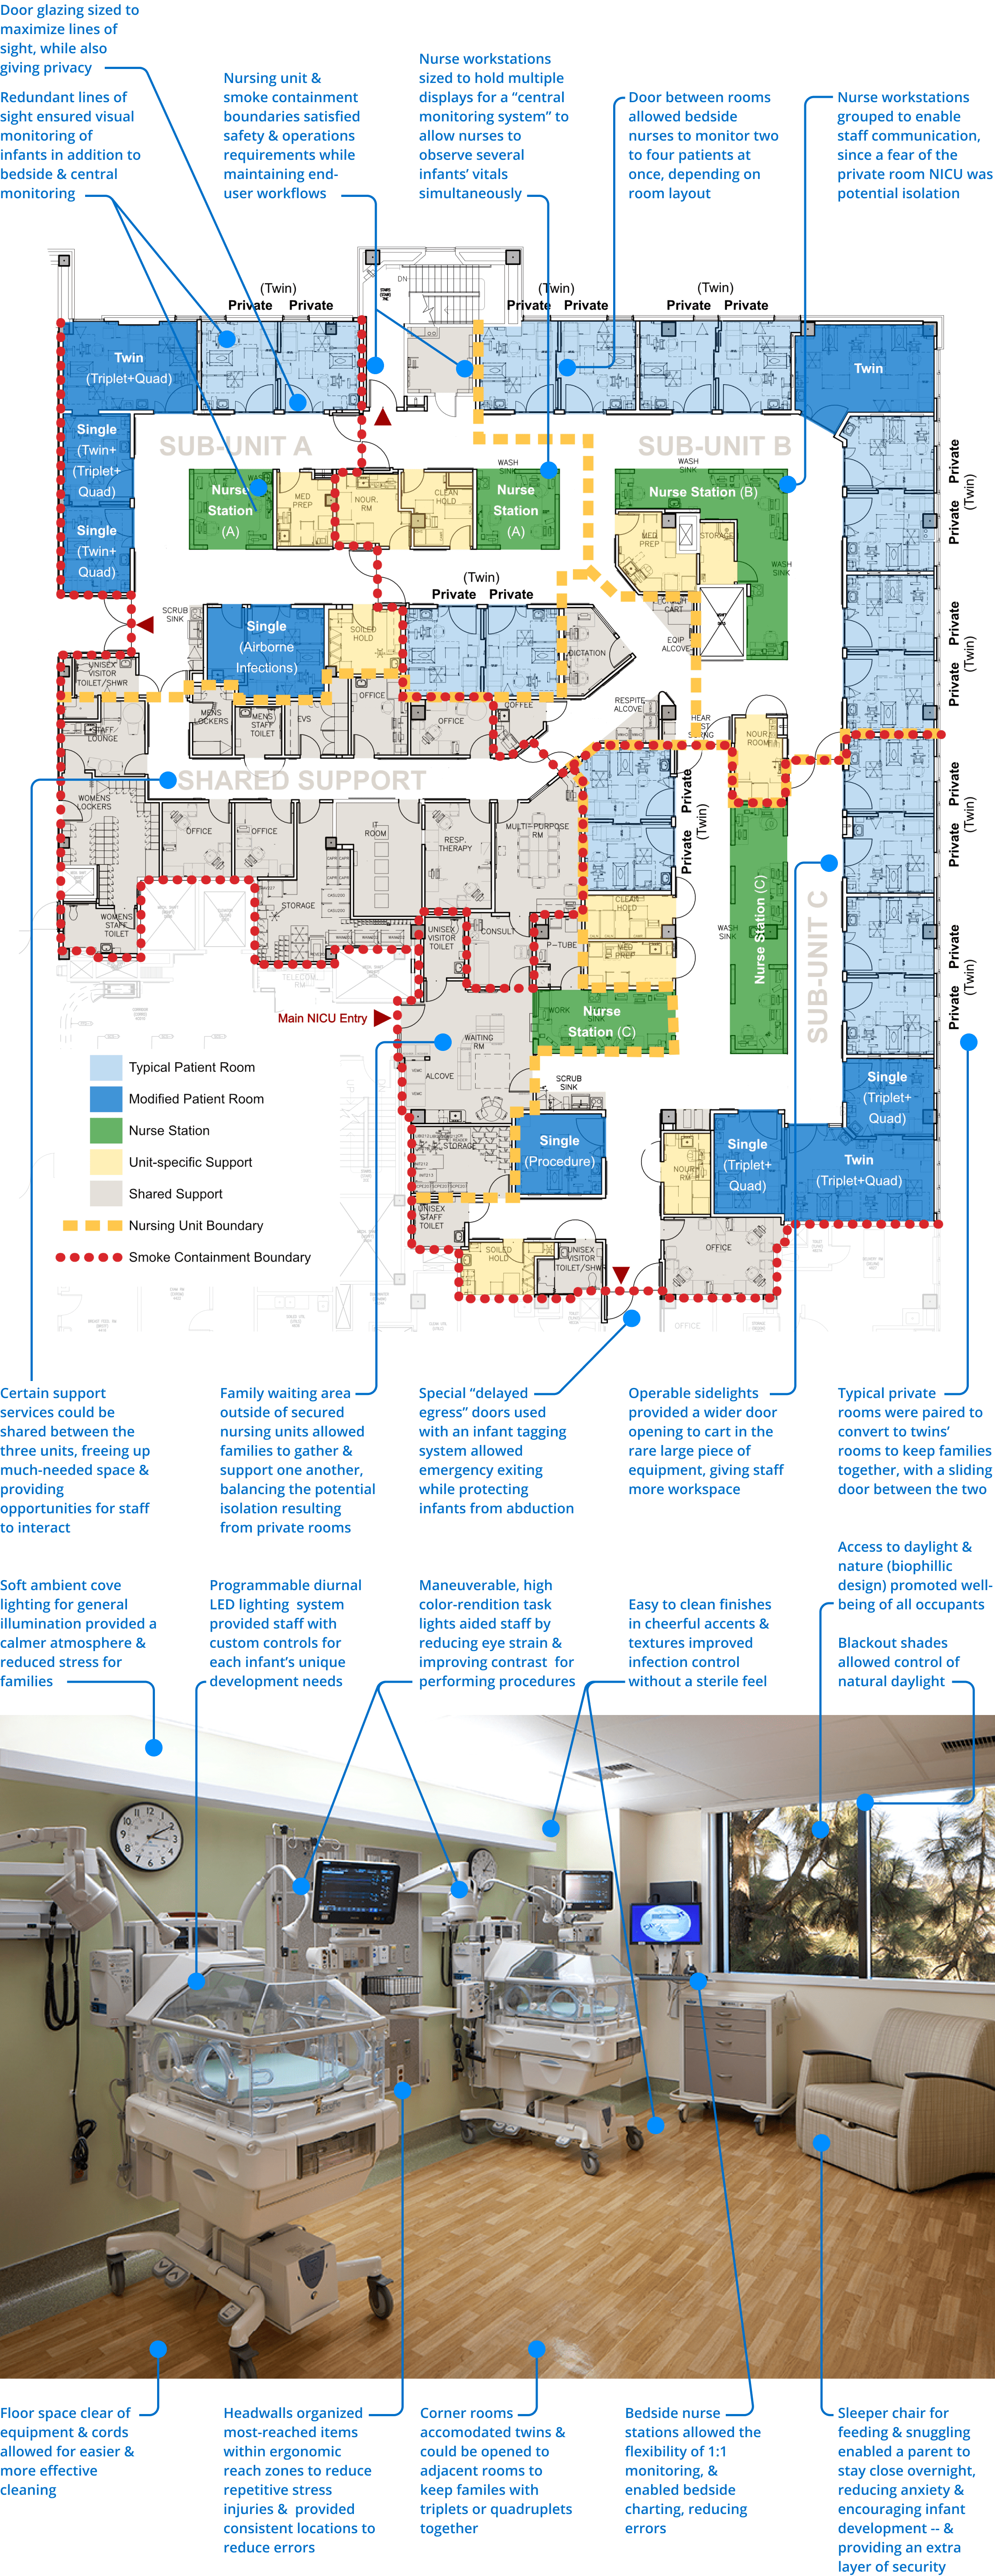 Door glazing sized to
maximize lines of
sight, while also
giving privacy
Redundant lines of
sight ensured visual
monitoring of
infants in addition to
bedside & central
monitoring
Nursing unit &
smoke containment
boundaries satisfied
safety & operations
requirements while
maintaining end-
user workflows
Nurse workstations
sized to hold multiple
displays for a “central
monitoring system” to
allow nurses to
observe several
infants’ vitals
simultaneously
Door between rooms
allowed bedside
nurses to monitor two
to four patients at
once, depending on
room layout
Nurse workstations
grouped to enable
staff communication,
since a fear of the
private room NICU was
potential isolation
(Twin)
Private Private
DN
(Twin)
Private Private
(Twin)
Private Private
Twin
(Triplet+Quad)
Twin
Single
(Twin+
(Triplet+
Quad)
SUB-UNIT A
SUB-UNIT B
Private
Private
(Twin)
Nurse
Station
(A)
MED
PREP
NOUR.
RM
CLEAN
HOLD
WASH
SINK
Nurse
Station
(A)
WASH
SINK
Nurse Station (B)
MED
PREP
STORAGE
WASH
SINK
Single
(Twin+
Quad)
SCRUB
SINK
Single
(Airborne
Infections)
SOILED
HOLD
(Twin)
Private Private
DICTATION
CART
EQIP
ALCOVE
Private
Private
(Twin)
UNISEX
VISITOR
TOILET/SHWR
STAFF
LOUNGE
MENS
LOCKERS
MENS
STAFF
TOILET
EVS
OFFICE
OFFICE
COFFEE
RESPITE
ALCOVE
NOUR.
ROOM
SHARED SUPPORT
WOMENS
LOCKERS
OFFICE
OFFICE
IT
ROOM
RESP.
THERAPY
MULTI-PURPOSE
RM
Private
Private
(Twin)
Private
Private
(Twin)
WOMENS
STAFF
TOILET
STORAGE
UNISEX
VISITOR
TOILET
CONSULT
P-TUBE
CLEAN
HOLD
MED
PREP
WASH
SINK
Nurse Station (C)
SUB-UNIT C
Private
Private
(Twin)
TELECOM
RM
Main NICU Entry
WAITING
RM
ALCOVE
WORK
SINK
Nurse
Station (C)
SCRUB
SINK
Single
(Triplet+
Quad)
Typical Patient Room
Modified Patient Room
Nurse Station
Unit-specific Support
Shared Support
Nursing Unit Boundary
Smoke Containment Boundary
STORAGE
Single
(Procedure)
NOUR.
RM
Single
(Triplet+
Quad)
Twin
(Triplet+Quad)
UNISEX
STAFF
TOILET
SOILED
HOLD
UNISEX
VISITOR
TOILET/SHWR
OFFICE
OFFICE
Certain support
services could be
shared between the
three units, freeing up
much-needed space &
providing
opportunities for staff
to interact
Family waiting area
outside of secured
nursing units allowed
families to gather &
support one another,
balancing the potential
isolation resulting
from private rooms
Special “delayed
egress” doors used
with an infant tagging
system allowed
emergency exiting
while protecting
infants from abduction
Operable sidelights
provided a wider door
opening to cart in the
rare large piece of
equipment, giving staff
more workspace
Typical private
rooms were paired to
convert to twins’
rooms to keep families
together, with a sliding
door between the two
Soft ambient cove
lighting for general
illumination provided a
calmer atmosphere &
reduced stress for
families
Programmable diurnal
LED lighting system
provided staff with
custom controls for
each infant’s unique
development needs
Maneuverable, high
color-rendition task
lights aided staff by
reducing eye strain &
improving contrast for
performing procedures
Easy to clean finishes
in cheerful accents &
textures improved
infection control
without a sterile feel
Access to daylight &
nature (biophillic
design) promoted well-
being of all occupants
Blackout shades
allowed control of
natural daylight
Floor space clear of
equipment & cords
allowed for easier &
more effective
cleaning
Headwalls organized
most-reached items
within ergonomic
reach zones to reduce
repetitive stress
injuries & provided
consistent locations to
reduce errors
Corner rooms
accomodated twins &
could be opened to
adjacent rooms to
keep familes with
triplets or quadruplets
together
Bedside nurse
stations allowed the
flexibility of 1:1
monitoring, &
enabled bedside
charting, reducing
errors
Sleeper chair for
feeding & snuggling
enabled a parent to
stay close overnight,
reducing anxiety &
encouraging infant
development -- &
providing an extra
layer of security